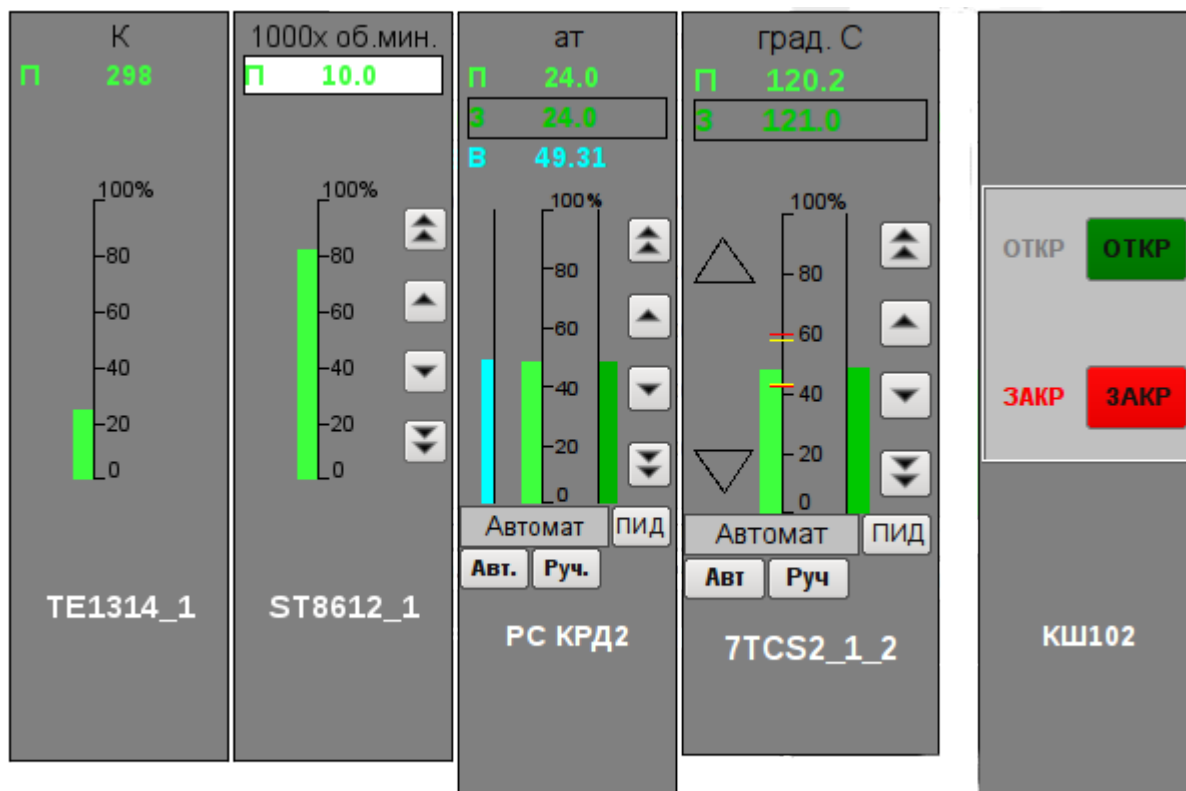 К
П 298
100%
80
60
40
20
0
TE1314_1
1000х об.мин.
П 10.0
100%
80
60
40
20
0
ST8612_1
ат
П 24.0
З 24.0
В 49.31
100%
80
60
40
20
0
Автомат ПИД
Авт. Руч.
РС КРД2
град. С
П 120.2
З 121.0
100%
80
60
40
20
0
Автомат ПИД
Авт Руч
7TCS2_1_2
ОТКР ОТКР
ЗАКР ЗАКР
КШ102